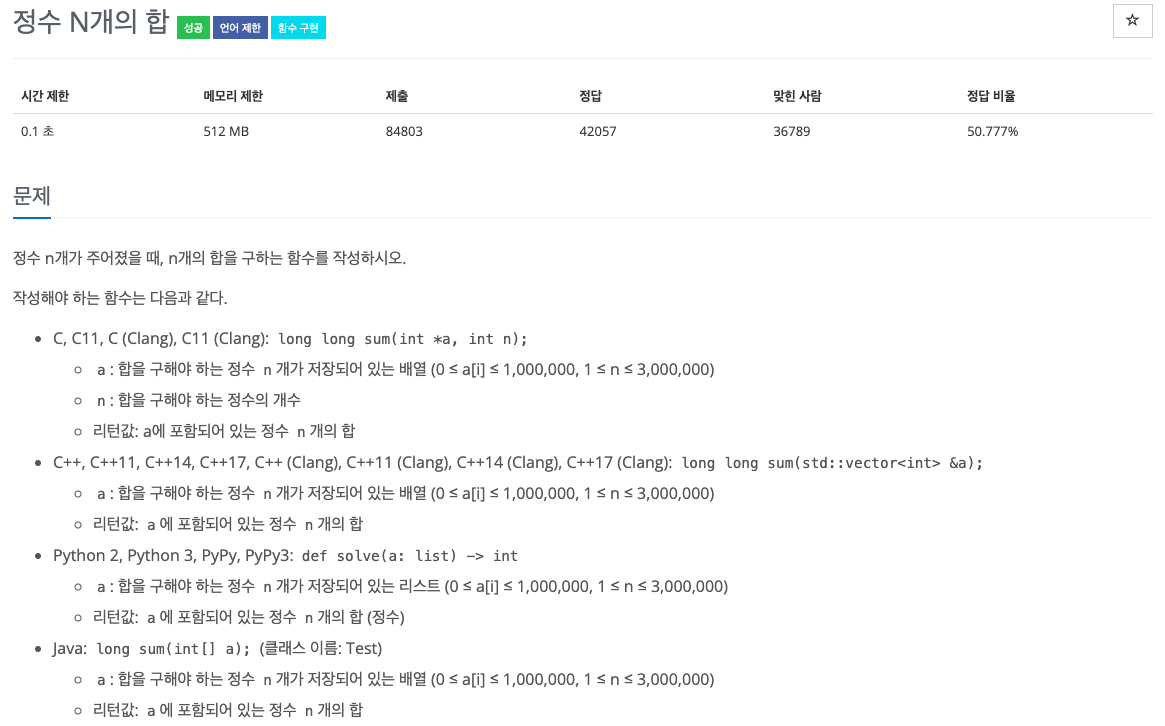 정수 N개의 합 성공 언어 제한 함수 구현
☆
시간 제한 메모리 제한 제출 정답 맞힌 사람 정답 비율
0.1 초 512 MB 84803 42057 36789 50.777%
문제
정수 n개가 주어졌을 때, n개의 합을 구하는 함수를 작성하시오.
작성해야 하는 함수는 다음과 같다.
• C, C11, C (Clang), C11 (Clang): long long sum(int *a, int n);
○ a : 합을 구해야 하는 정수 n 개가 저장되어 있는 배열 (0 ≤ a[i] ≤ 1,000,000, 1 ≤ n ≤ 3,000,000)
○ n : 합을 구해야 하는 정수의 개수
○ 리턴값: a에 포함되어 있는 정수 n 개의 합
• C++, C++11, C++14, C++17, C++ (Clang), C++11 (Clang), C++14 (Clang), C++17 (Clang): long long sum(std::vector<int> &a);
○ a : 합을 구해야 하는 정수 n 개가 저장되어 있는 배열 (0 ≤ a[i] ≤ 1,000,000, 1 ≤ n ≤ 3,000,000)
○ 리턴값: a 에 포함되어 있는 정수 n 개의 합
• Python 2, Python 3, PyPy, PyPy3: def solve(a: list) -> int
○ a : 합을 구해야 하는 정수 n 개가 저장되어 있는 리스트 (0 ≤ a[i] ≤ 1,000,000, 1 ≤ n ≤ 3,000,000)
○ 리턴값: a 에 포함되어 있는 정수 n 개의 합 (정수)
• Java: long sum(int[] a); (클래스 이름: Test)
○ a : 합을 구해야 하는 정수 n 개가 저장되어 있는 배열 (0 ≤ a[i] ≤ 1,000,000, 1 ≤ n ≤ 3,000,000)
○ 리턴값: a 에 포함되어 있는 정수 n 개의 합